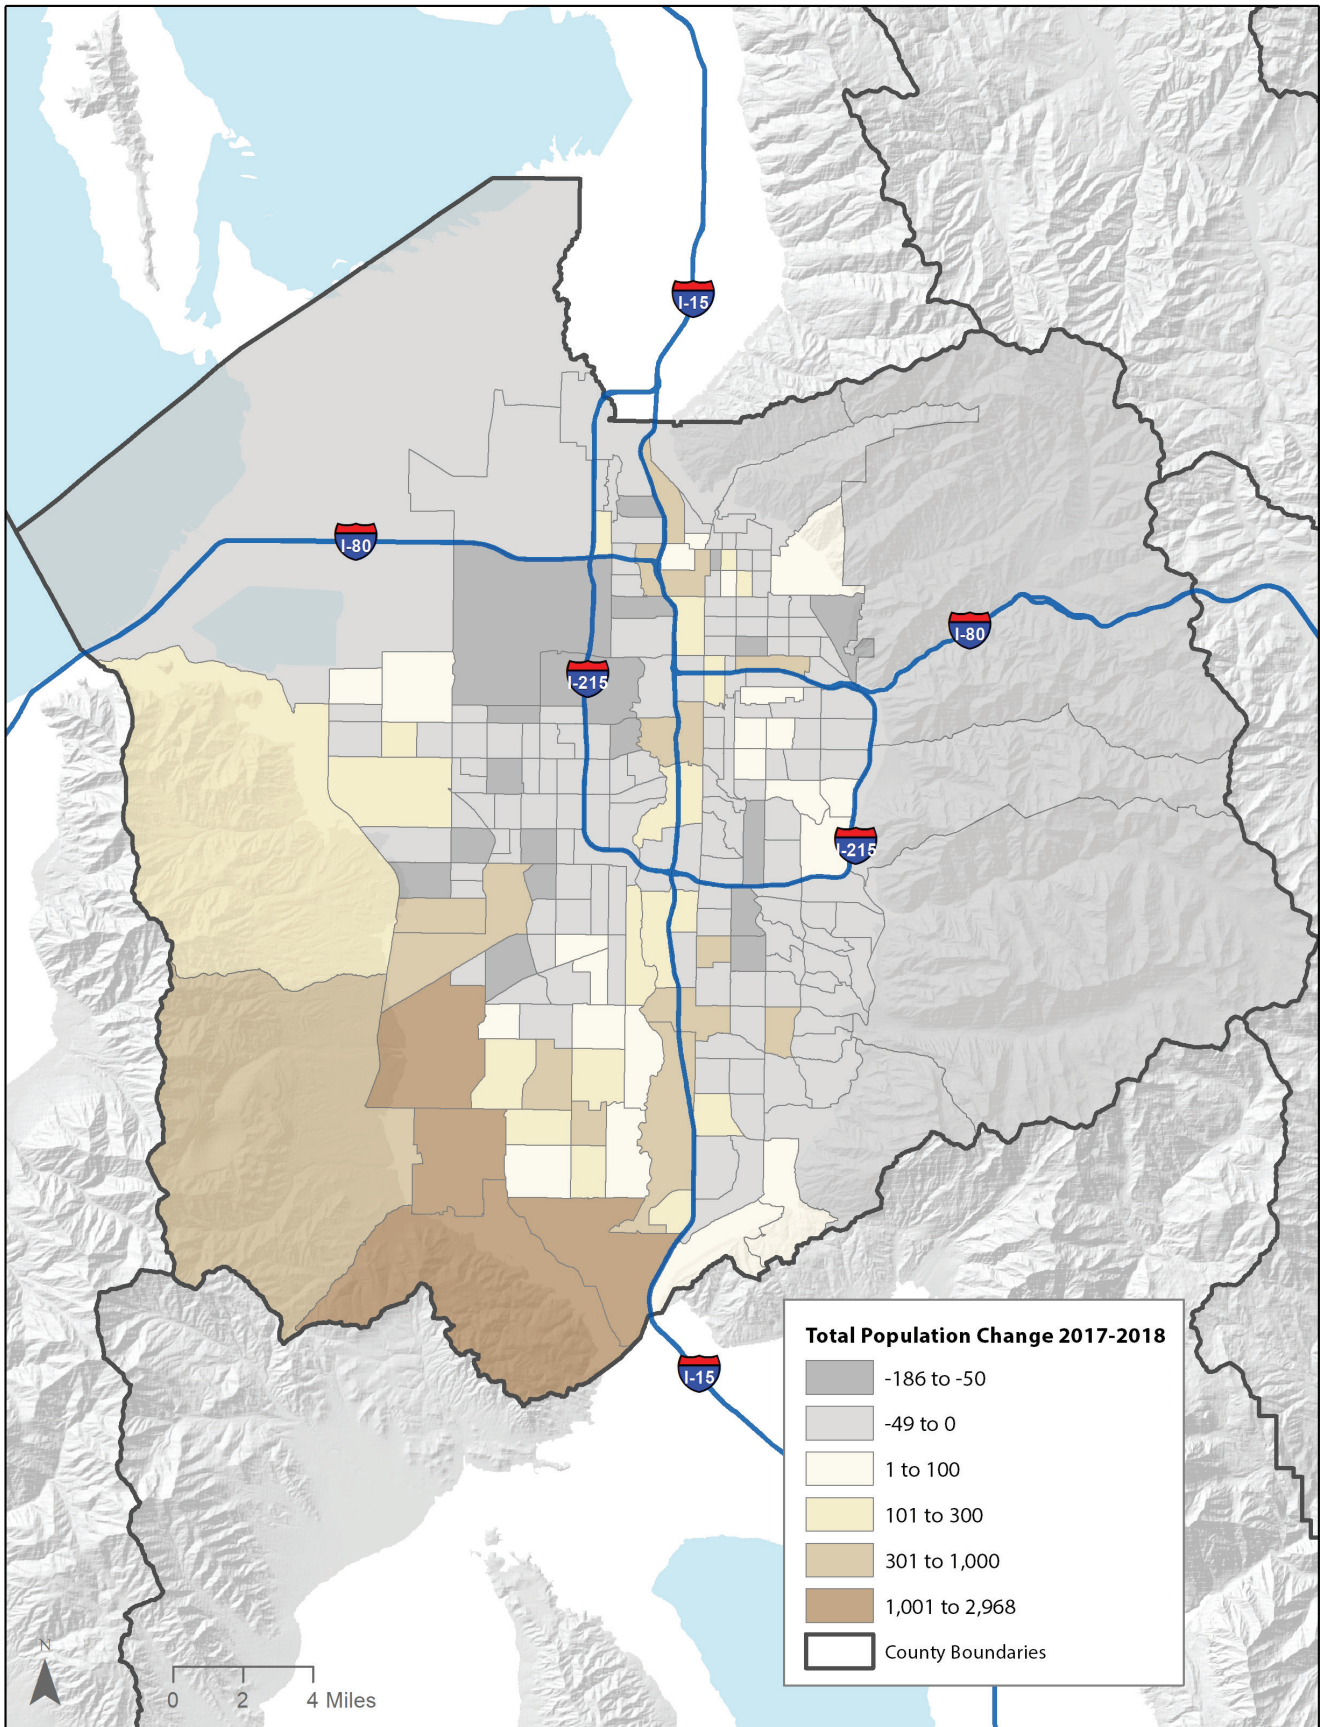 I-15
I-80
I-80
I-215
I-215
I-15
Total Population Change 2017-2018
-186 to -50
-49 to 0
1 to 100
101 to 300
301 to 1,000
1,001 to 2,968
County Boundaries
N
0 2 4 Miles